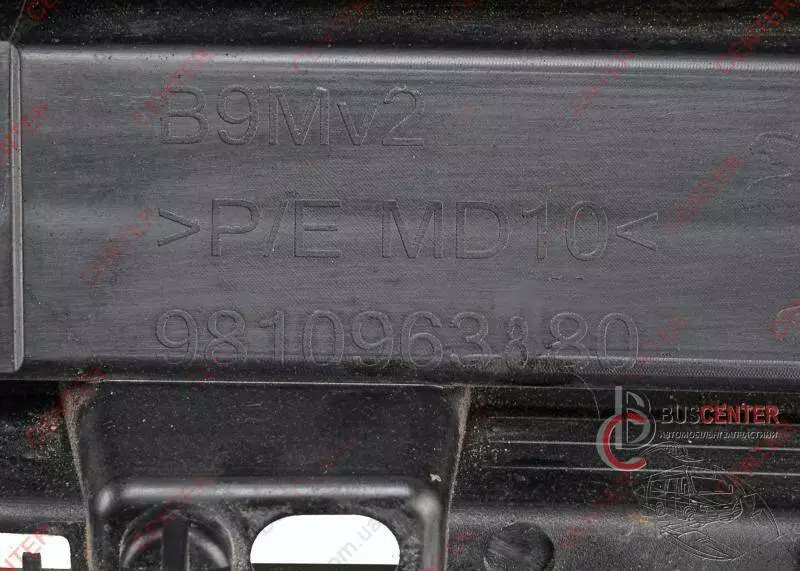 B9Mv2
>P/E MD10<
9810963880
BUSCENTER
АВТОМОБІЛЬНІ ЗАПЧАСТИНИ